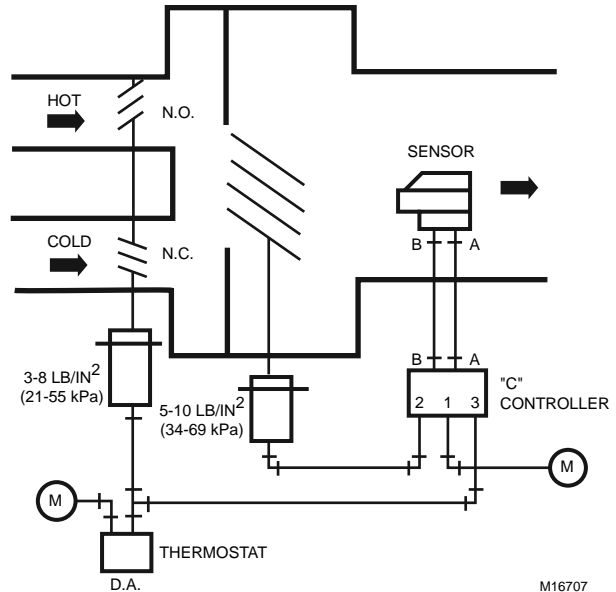 HOT
N.O.
SENSOR
COLD
N.C.
B A
B A
3-8 LB/IN2
(21-55 kPa)
5-10 LB/IN2
(34-69 kPa)
2 1 3
"C"
CONTROLLER
M
M
THERMOSTAT
D.A.
M16707